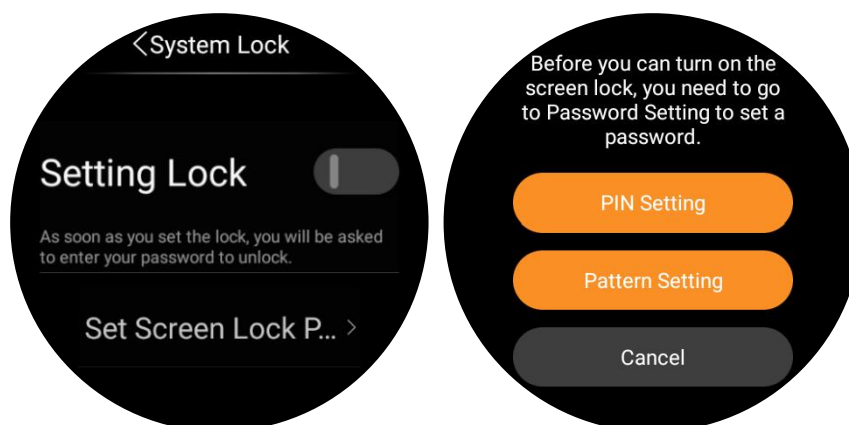 <System Lock
Setting Lock
As soon as you set the lock, you will be asked
to enter your password to unlock.
Set Screen Lock P... >
Before you can turn on the
screen lock, you need to go
to Password Setting to set a
password.
PIN Setting
Pattern Setting
Cancel